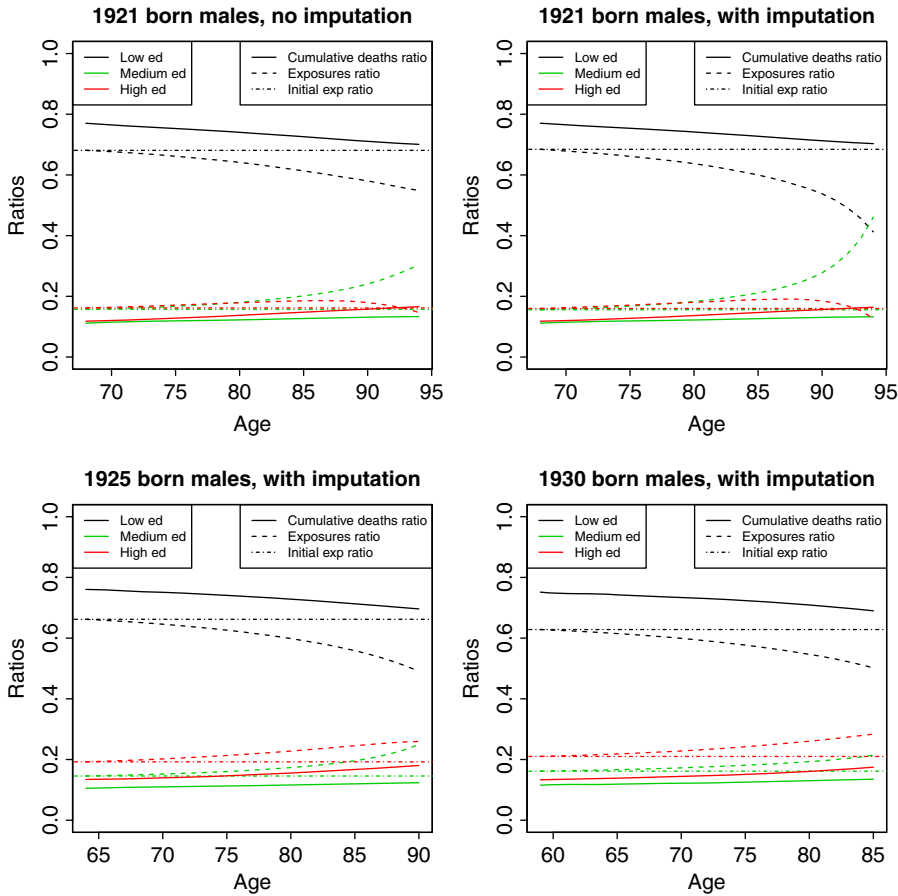 1921 born males, no imputation
Low ed
Medium ed
High ed
Cumulative deaths ratio
Exposures ratio
Initial exp ratio
Ratios
0.0
0.2
0.4
0.6
0.8
1.0
70
75
80
85
90
95
Age
1921 born males, with imputation
Low ed
Medium ed
High ed
Cumulative deaths ratio
Exposures ratio
Initial exp ratio
Ratios
0.0
0.2
0.4
0.6
0.8
1.0
70
75
80
85
90
95
Age
1925 born males, with imputation
Low ed
Medium ed
High ed
Cumulative deaths ratio
Exposures ratio
Initial exp ratio
Ratios
0.0
0.2
0.4
0.6
0.8
1.0
65
70
75
80
85
90
Age
1930 born males, with imputation
Low ed
Medium ed
High ed
Cumulative deaths ratio
Exposures ratio
Initial exp ratio
Ratios
0.0
0.2
0.4
0.6
0.8
1.0
60
65
70
75
80
85
Age